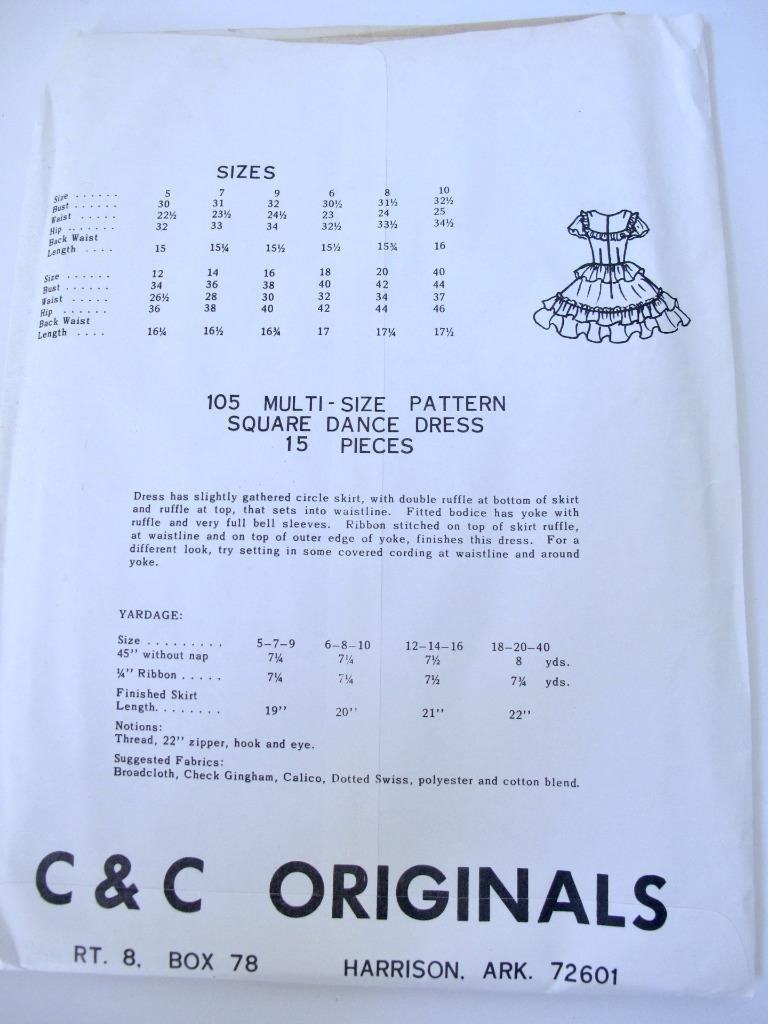 SIZES
Size ...... 5 7 9 6 8 10
Bust ...... 30 31 32 30½ 31½ 32½
Waist ..... 22½ 23½ 24½ 23 24 25
Hip ....... 32 33 34 32½ 33½ 34½
Back Waist
Length .... 15 15¼ 15½ 15½ 15¾ 16
Size ...... 12 14 16 18 20 40
Bust ...... 34 36 38 40 42 44
Waist ..... 26½ 28 30 32 34 37
Hip ...... 36 38 40 42 44 46
Back Waist
Length .... 16¼ 16½ 16¾ 17 17¼ 17½
105 MULTI-SIZE PATTERN
SQUARE DANCE DRESS
15 PIECES
Dress has slightly gathered circle skirt, with double ruffle at bottom of skirt
and ruffle at top, that sets into waistline. Fitted bodice has yoke with
ruffle and very full bell sleeves. Ribbon stitched on top of skirt ruffle,
at waistline and on top of outer edge of yoke, finishes this dress. For a
different look, try setting in some covered cording at waistline and around
yoke.
YARDAGE:
Size ......... 5-7-9 6-8-10 12-14-16 18-20-40
45" without nap 7¼ 7¼ 7½ 8 yds.
¼" Ribbon ..... 7¼ 7¼ 7½ 7¾ yds.
Finished Skirt
Length........ 19" 20" 21" 22"
Notions:
Thread, 22" zipper, hook and eye.
Suggested Fabrics:
Broadcloth, Check Gingham, Calico, Dotted Swiss, polyester and cotton blend.
C & C ORIGINALS
RT. 8, BOX 78 HARRISON, ARK. 72601